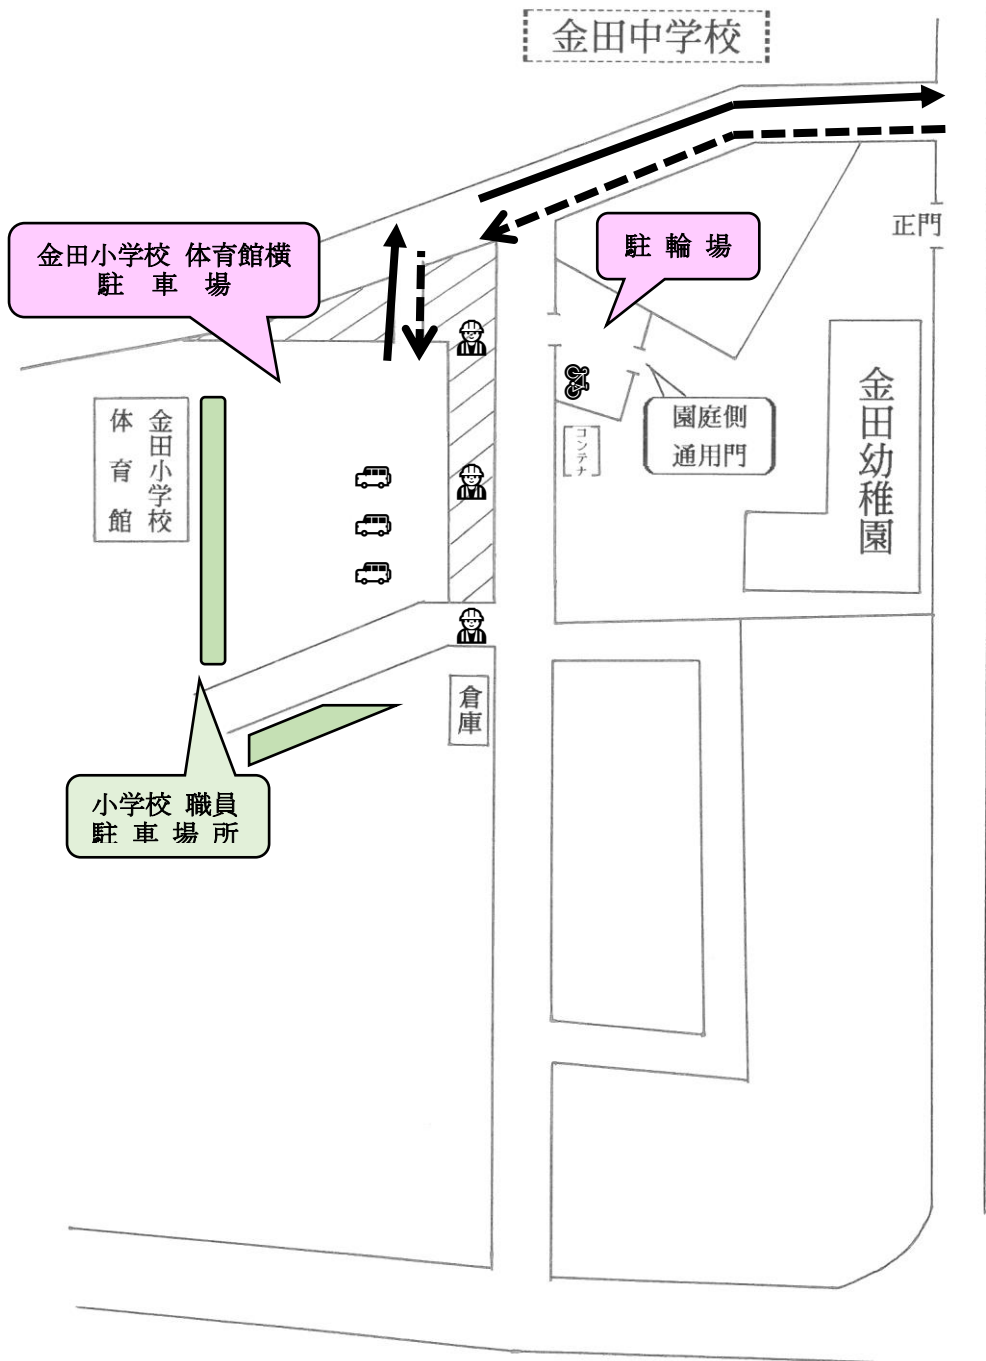 金田中学校
正門
金田小学校 体育館横
駐 車 場
駐 輪 場
園庭側
通用門
コンテナ
金田幼稚園
金田小学校
体育館
倉庫
小学校 職員
駐 車 場 所